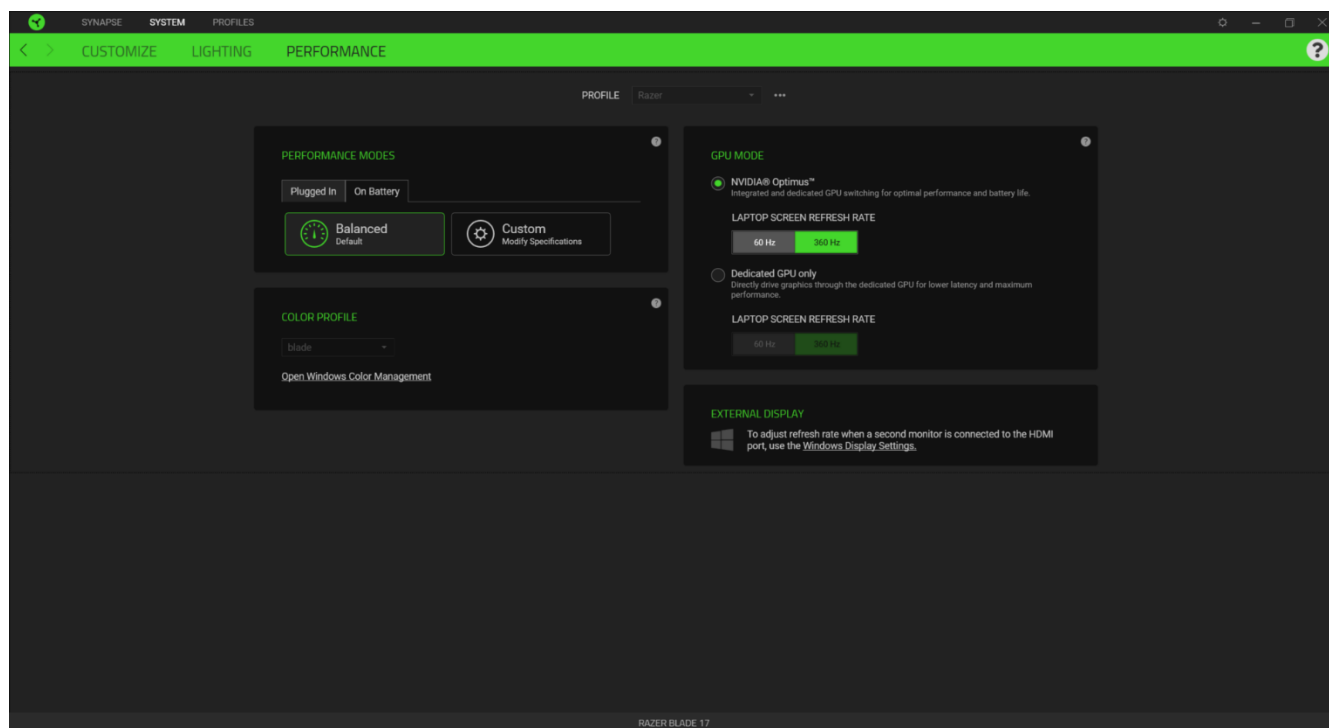 SYNAPSE SYSTEM PROFILES
CUSTOMIZE LIGHTING PERFORMANCE
?
PROFILE Razer
PERFORMANCE MODES
?
Plugged In On Battery
Balanced
Default
Custom
Modify Specifications
COLOR PROFILE
?
blade
Open Windows Color Management
GPU MODE
?
NVIDIA® Optimus™
Integrated and dedicated GPU switching for optimal performance and battery life.
LAPTOP SCREEN REFRESH RATE
60 Hz 360 Hz
Dedicated GPU only
Directly drive graphics through the dedicated GPU for lower latency and maximum
performance.
LAPTOP SCREEN REFRESH RATE
60 Hz 360 Hz
EXTERNAL DISPLAY
To adjust refresh rate when a second monitor is connected to the HDMI
port, use the Windows Display Settings.
RAZER BLADE 17